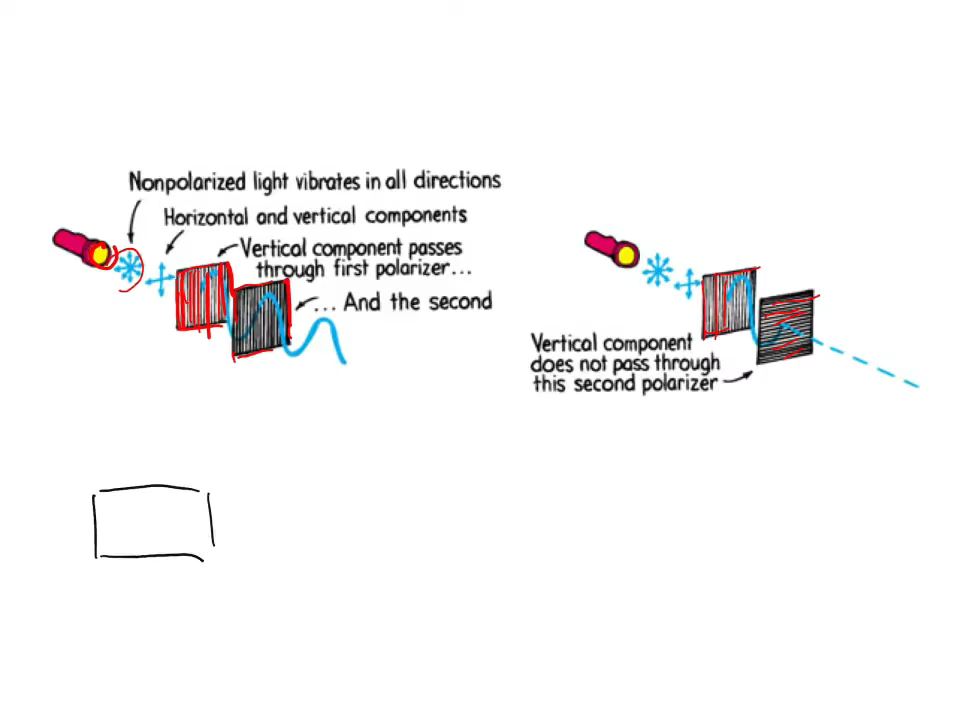 Nonpolarized light vibrates in all directions
Horizontal and vertical components
Vertical component passes
through first polarizer...
... And the second
Vertical component
does not pass through
this second polarizer